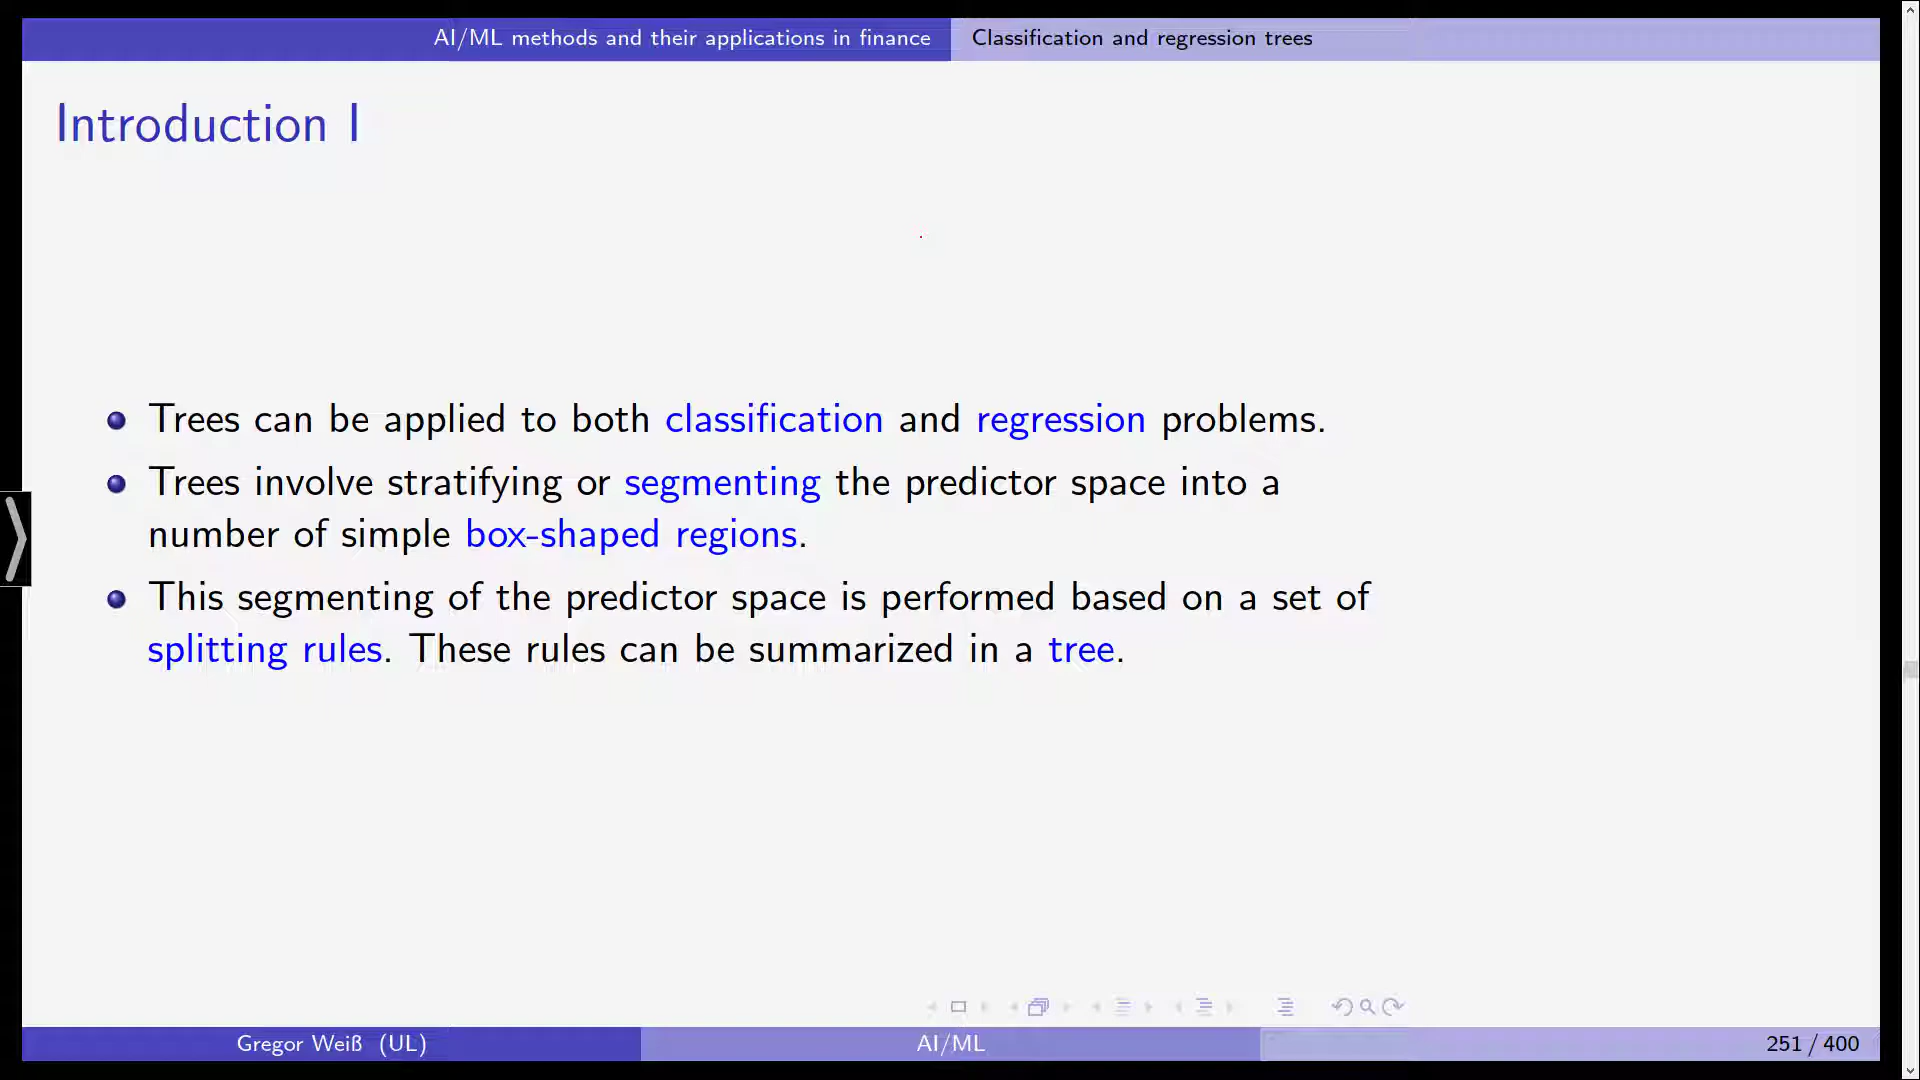 AI/ML methods and their applications in finance
Classification and regression trees
Introduction I
Trees can be applied to both classification and regression problems.
Trees involve stratifying or segmenting the predictor space into a
number of simple box-shaped regions.
This segmenting of the predictor space is performed based on a set of
splitting rules. These rules can be summarized in a tree.
Gregor Weiß (UL)
AI/ML
251 / 400